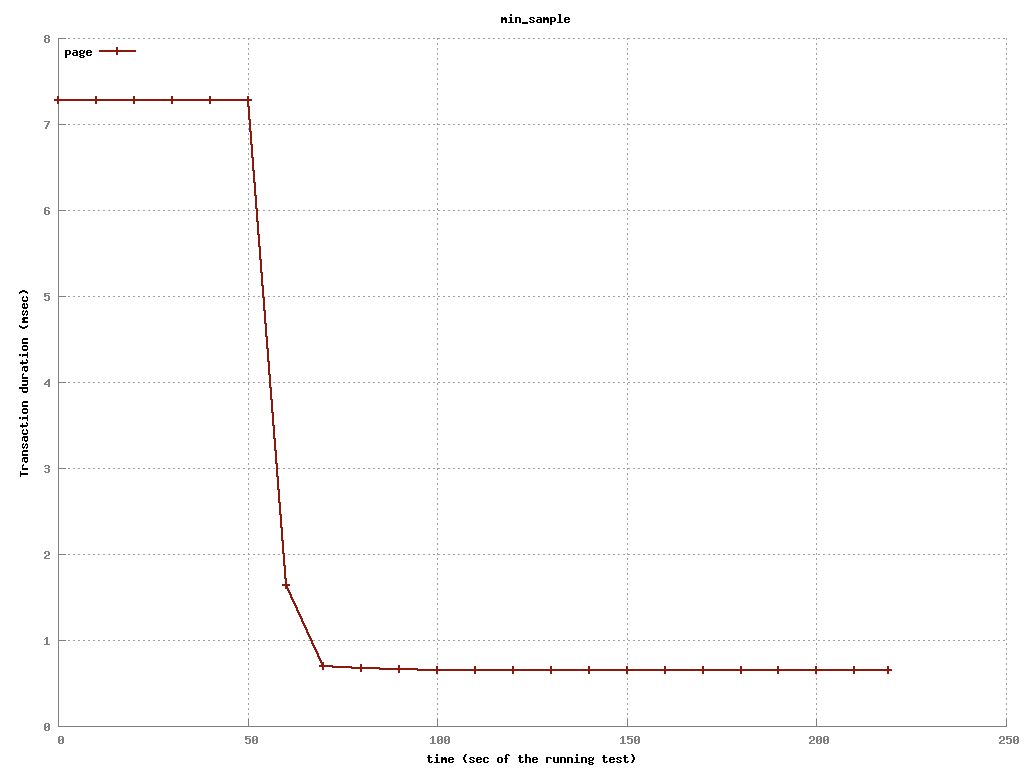 min_sample
page
8
7
6
5
4
3
2
1
0
Transaction duration (msec)
0 50 100 150 200 250
time (sec of the running test)